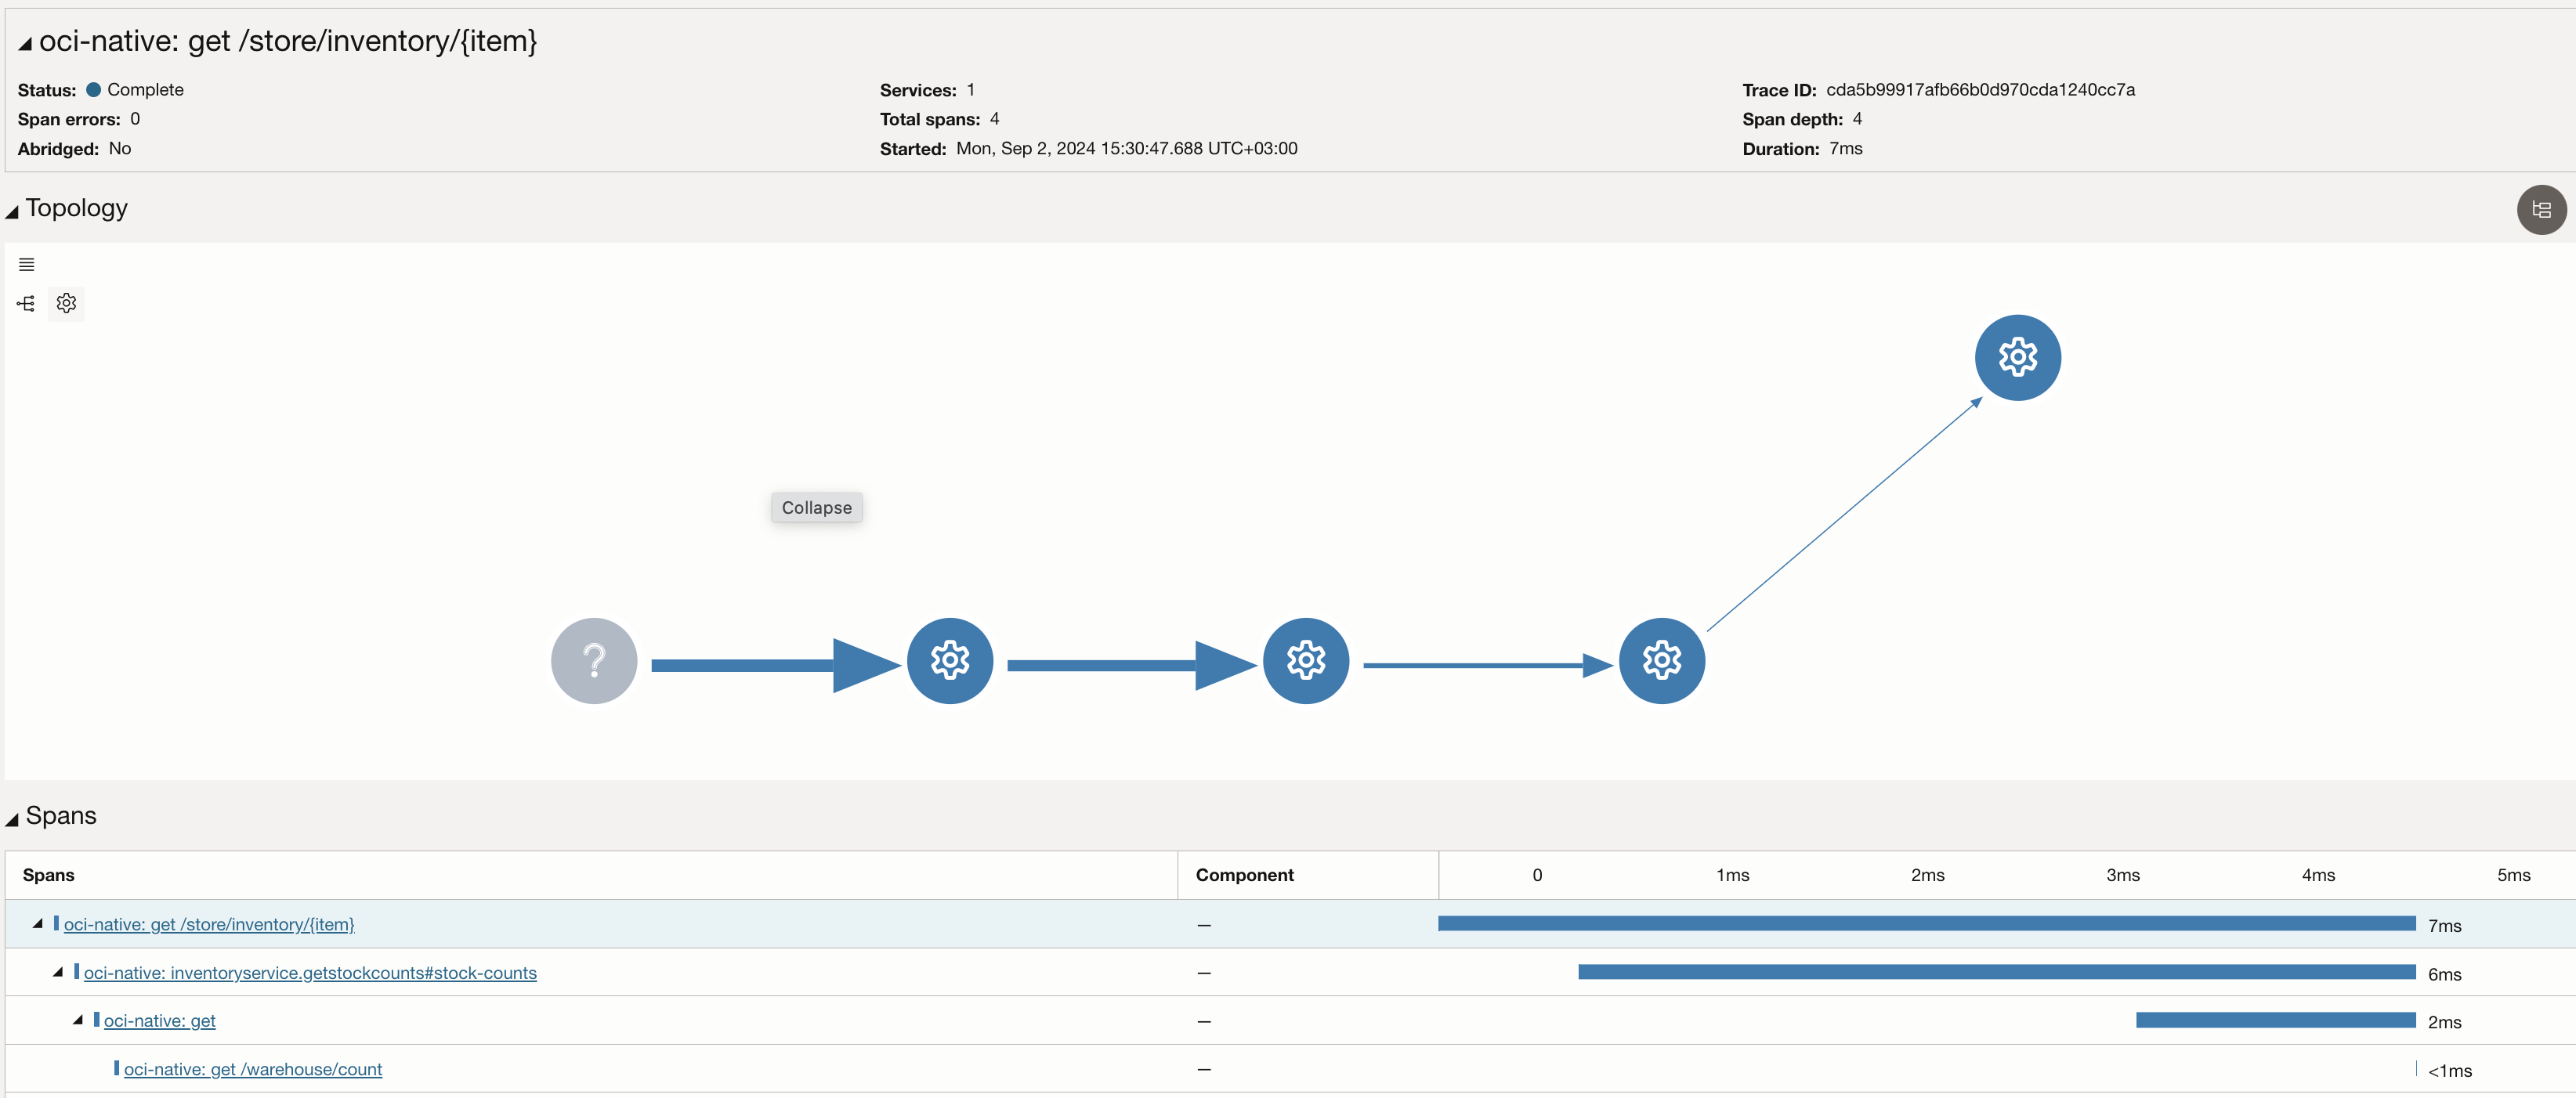 oci-native: get /store/inventory/{item}
Status: Complete Services: 1 Trace ID: cda5b99917afb66b0d970cda1240cc7a
Span errors: 0 Total spans: 4 Span depth: 4
Abridged: No Started: Mon, Sep 2, 2024 15:30:47.688 UTC+03:00 Duration: 7ms
Topology
Collapse
?
Spans
Spans Component 0 1ms 2ms 3ms 4ms 5ms
oci-native: get /store/inventory/{item} — 7ms
oci-native: inventoryservice.getstockcounts#stock-counts — 6ms
oci-native: get — 2ms
oci-native: get /warehouse/count — <1ms